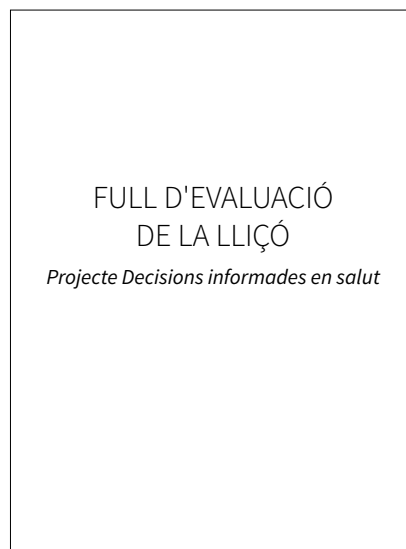 FULL D'EVALUACIÓ
DE LA LLIÇÓ
Projecte Decisions informades en salut